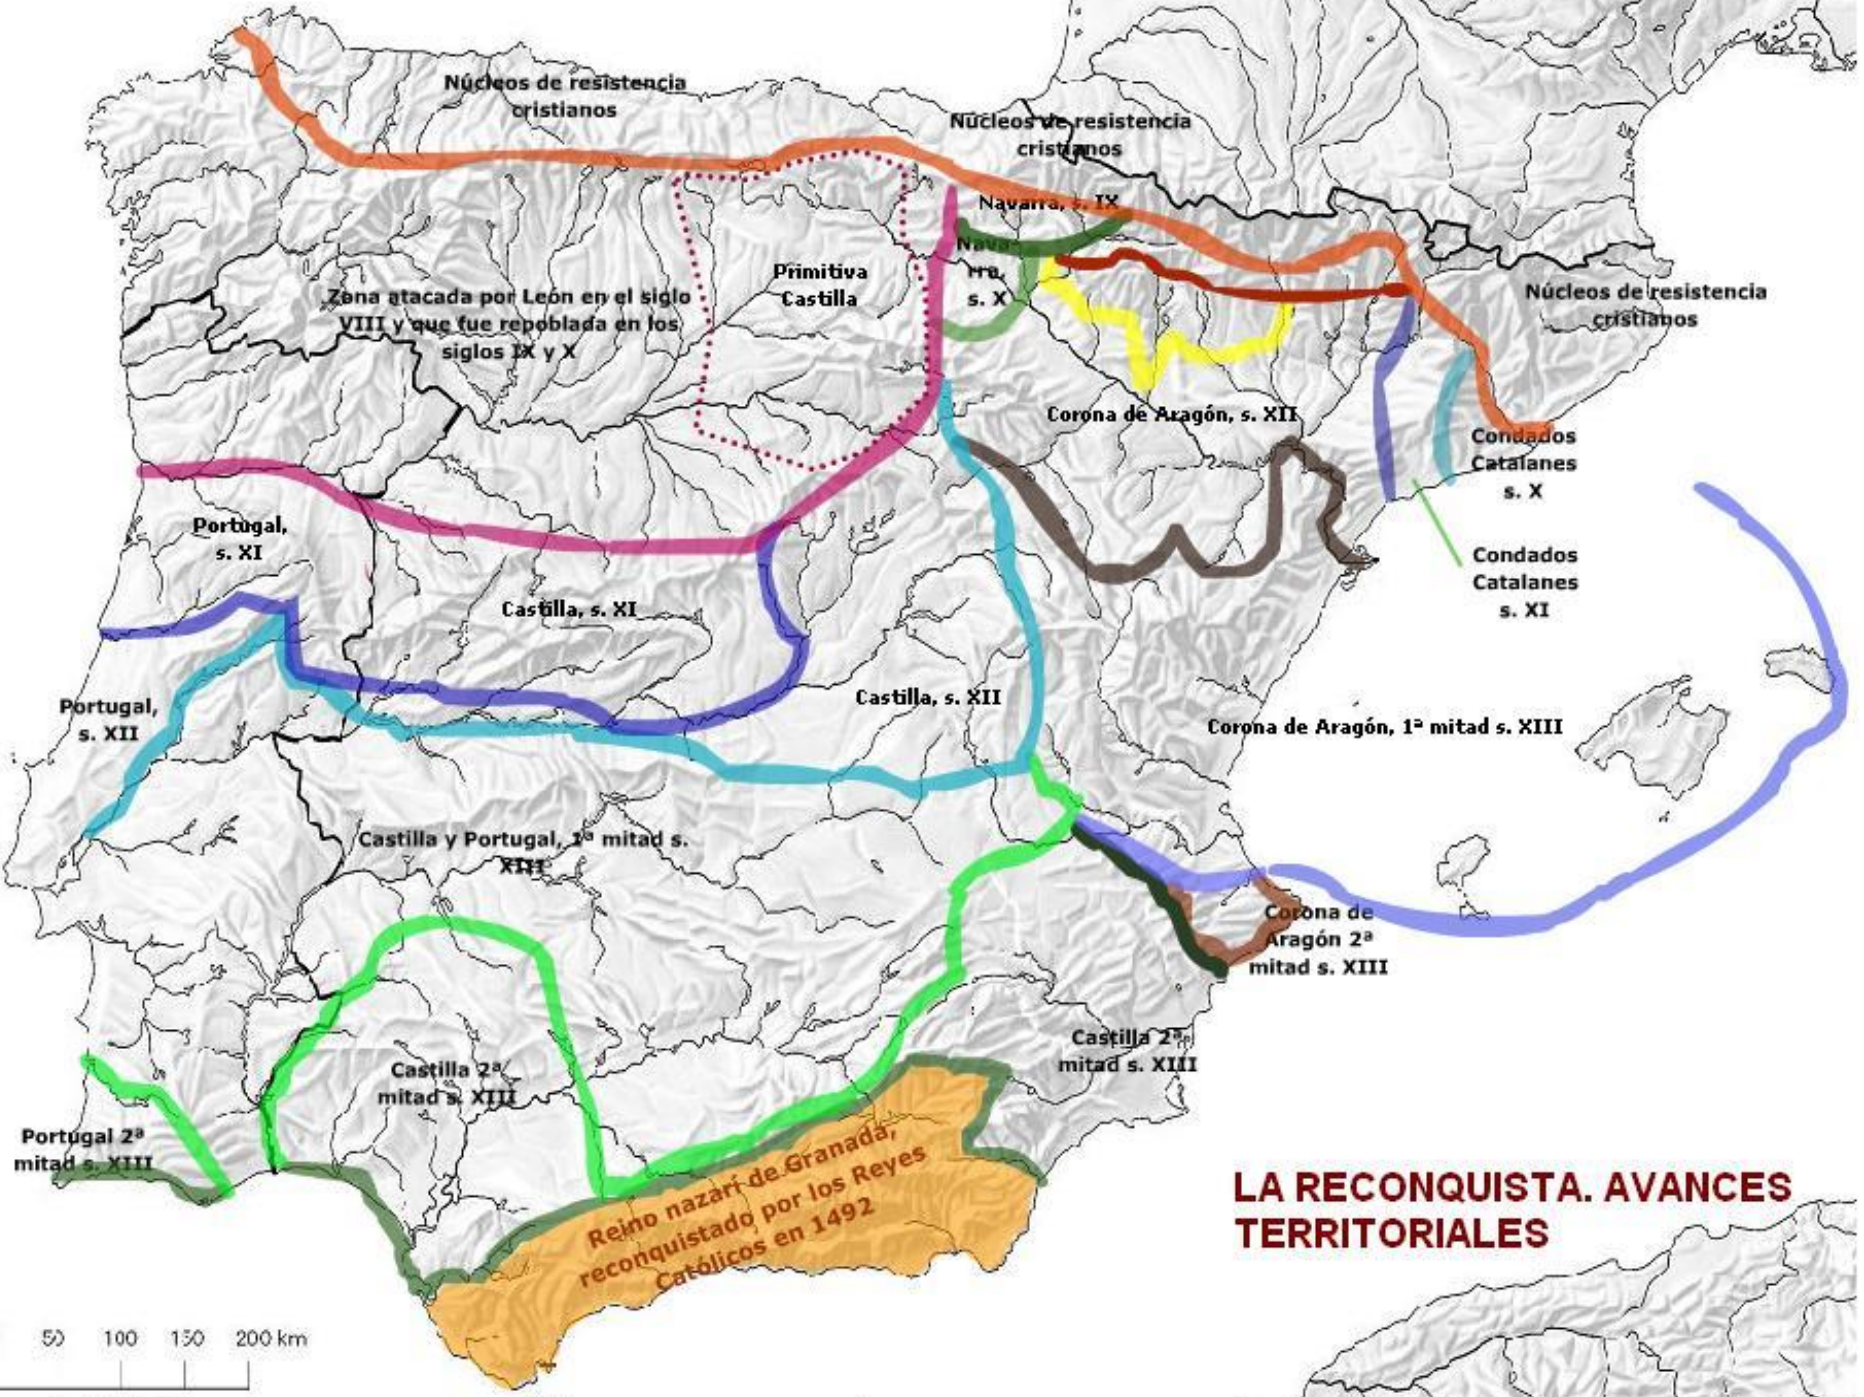 Núcleos de resistencia
cristianos
Núcleos de resistencia
cristianos
Navarra, s. IX
Nava-
rra,
s. X
Primitiva
Castilla
Zona atacada por León en el siglo
VIII y que fue repoblada en los
siglos IX y X
Núcleos de resistencia
cristianos
Corona de Aragón, s. XII
Condados
Catalanes
s. X
Portugal,
s. XI
Condados
Catalanes
s. XI
Castilla, s. XI
Portugal,
s. XII
Castilla, s. XII
Corona de Aragón, 1ª mitad s. XIII
Castilla y Portugal, 1ª mitad s.
XIII
Corona de
Aragón 2ª
mitad s. XIII
Castilla 2ª
mitad s. XIII
Castilla 2ª
mitad s. XIII
Portugal 2ª
mitad s. XIII
Reino nazarí de Granada,
reconquistado por los Reyes
Católicos en 1492
LA RECONQUISTA. AVANCES
TERRITORIALES
50 100 150 200 km